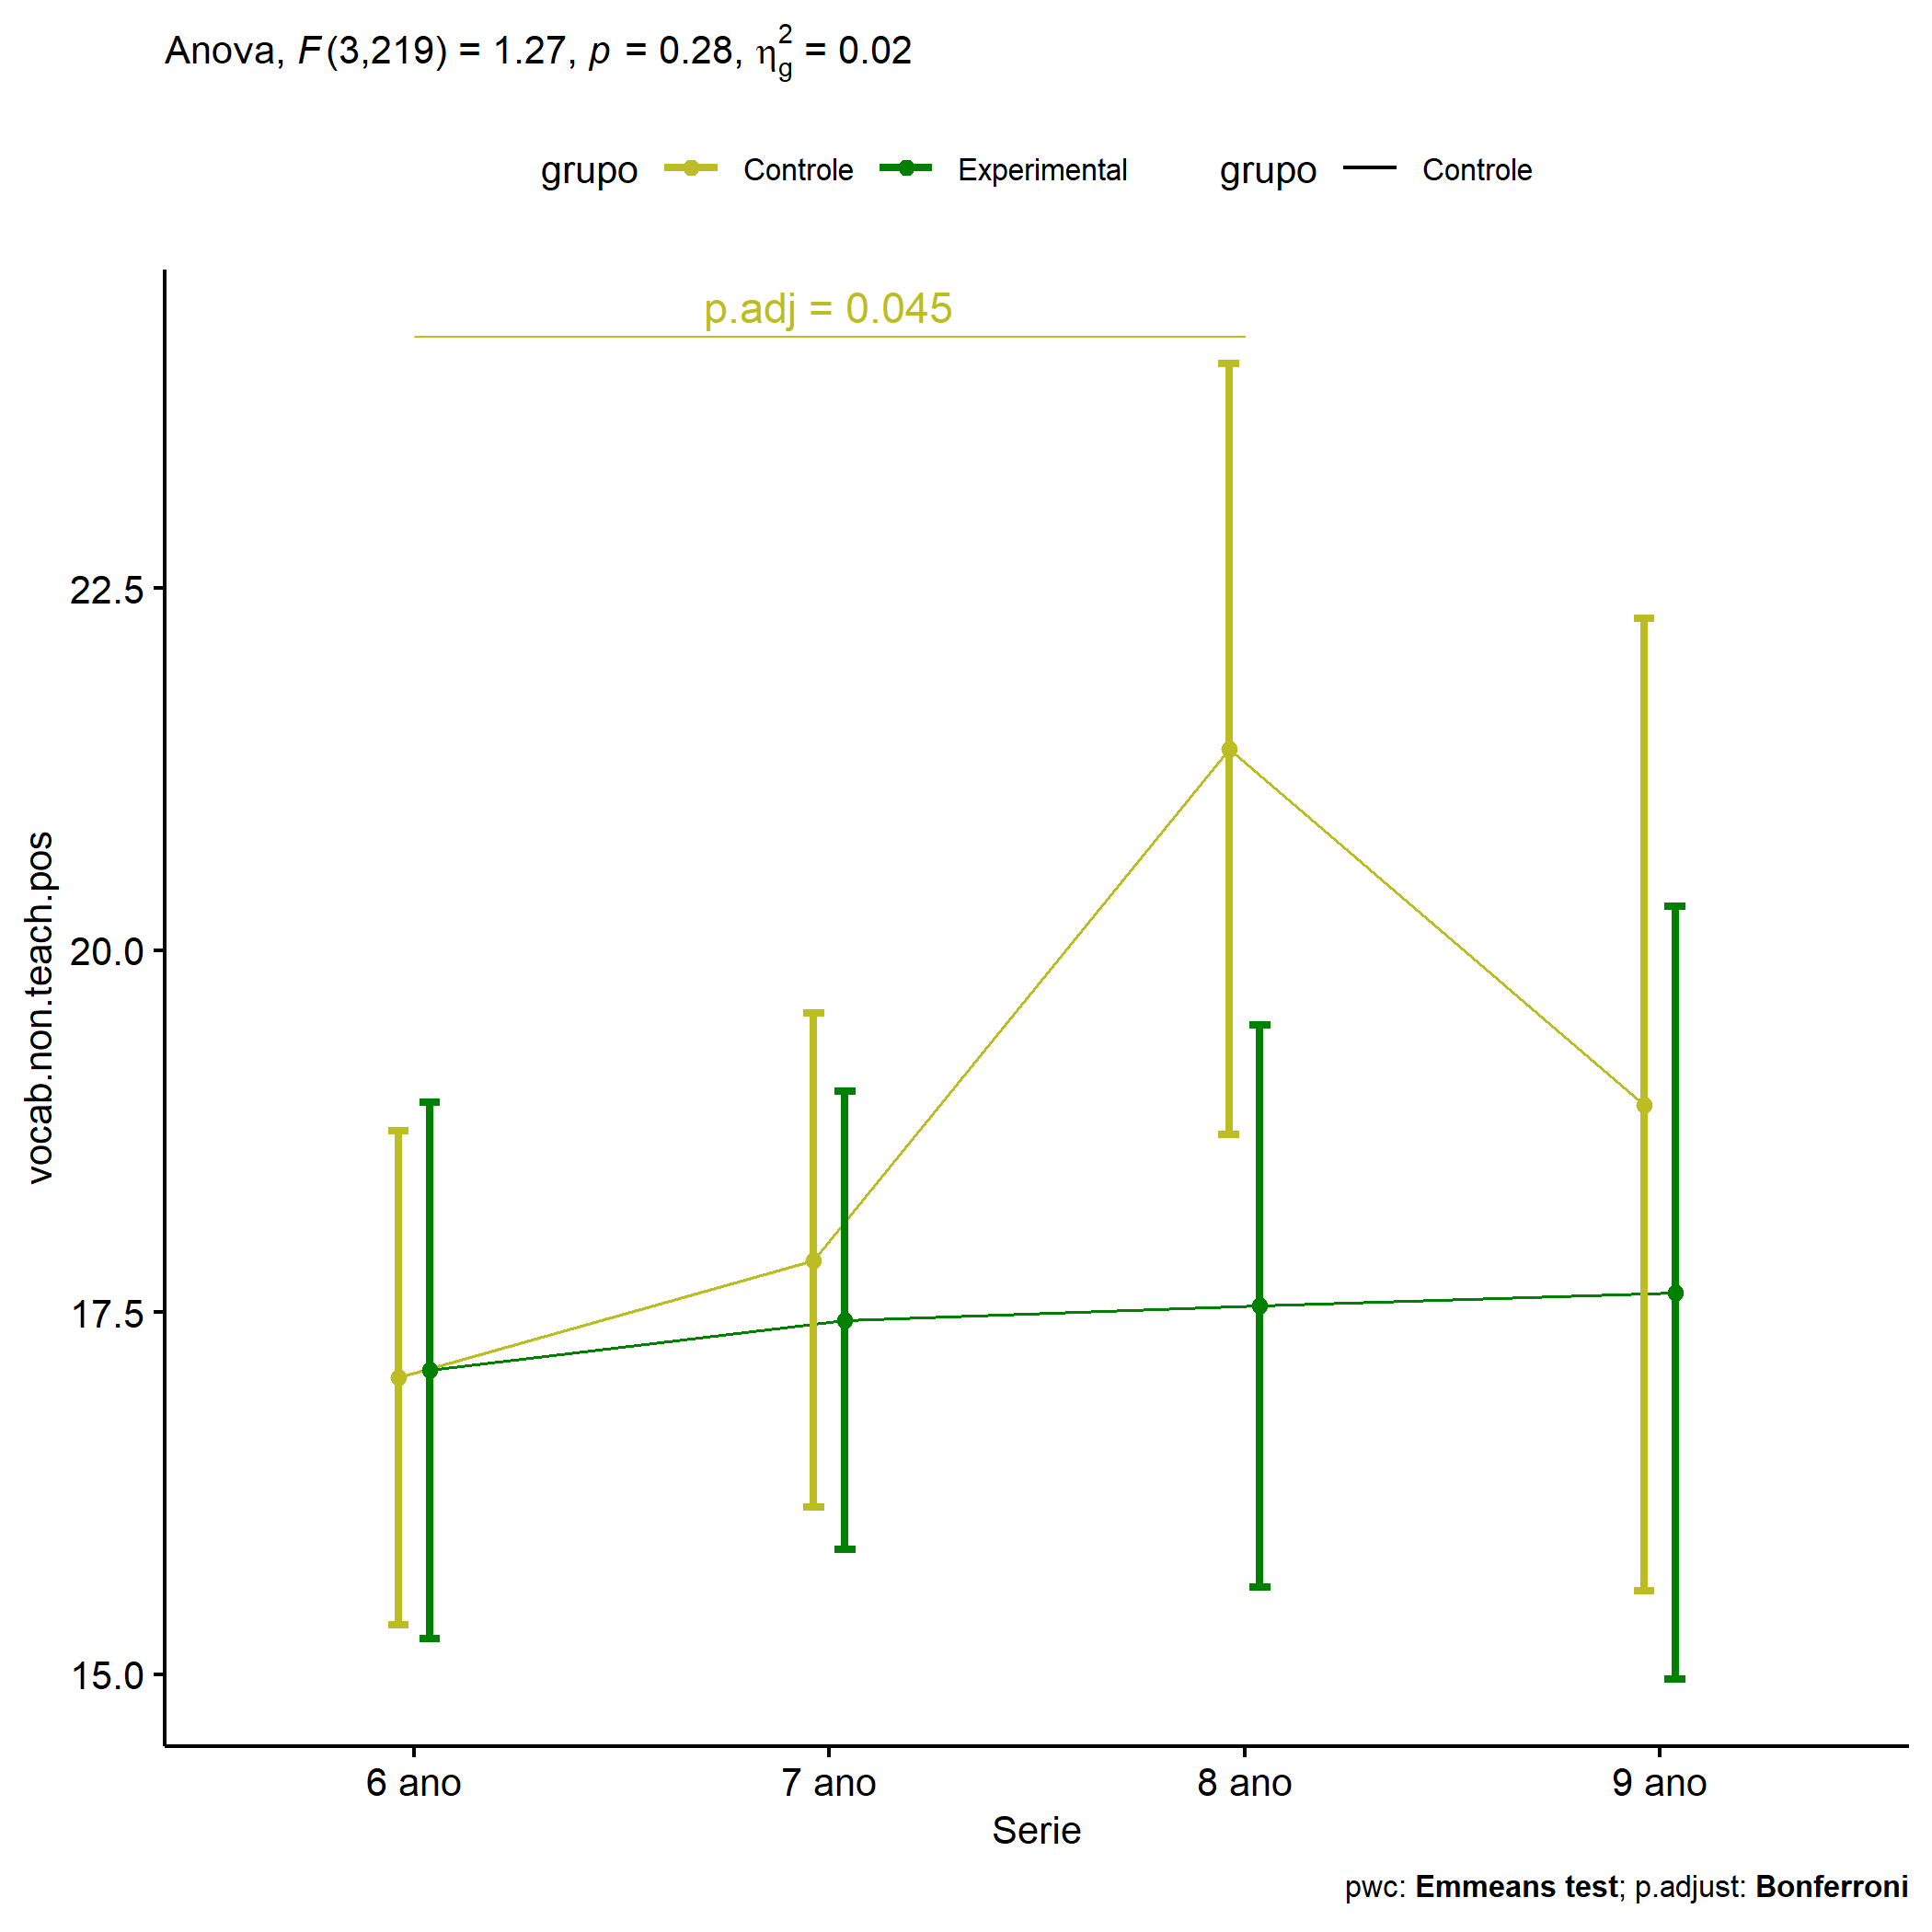 Anova, F(3,219) = 1.27, p = 0.28, η²g = 0.02
grupo Controle Experimental grupo Controle
p.adj = 0.045
22.5
20.0
17.5
15.0
vocab.non.teach.pos
6 ano 7 ano 8 ano 9 ano
Serie
pwc: Emmeans test; p.adjust: Bonferroni